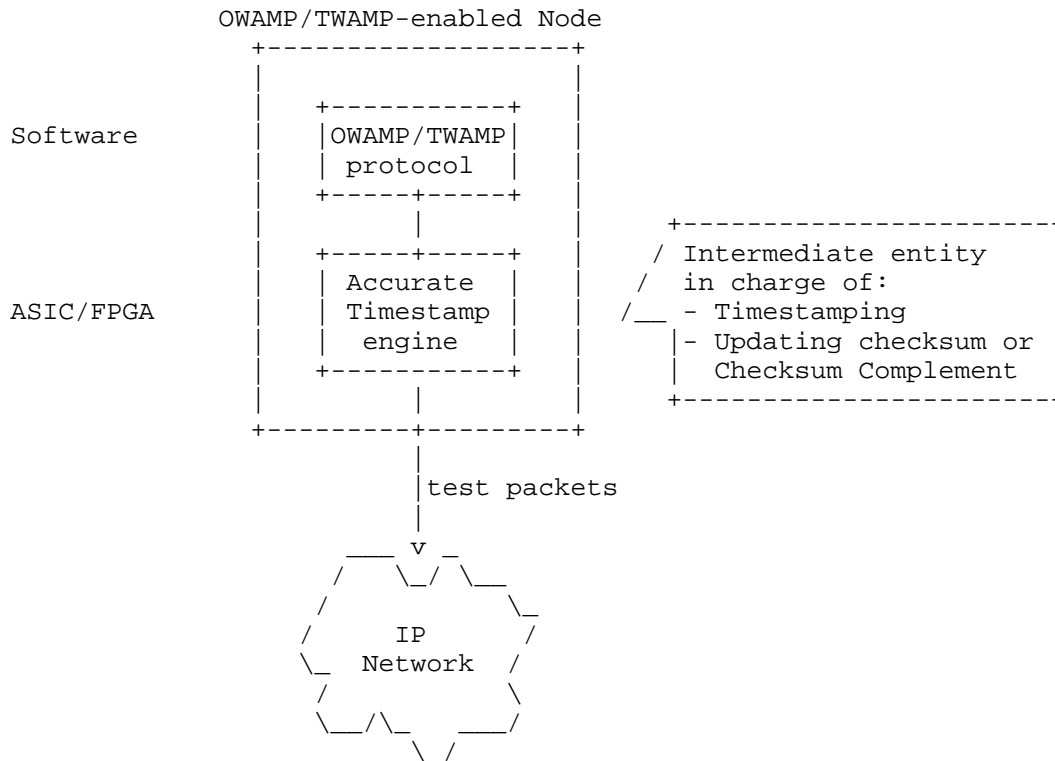 OWAMP/TWAMP-enabled Node
Software
OWAMP/TWAMP
protocol
ASIC/FPGA
Accurate
Timestamp
engine
Intermediate entity
in charge of:
- Timestamping
- Updating checksum or
Checksum Complement
test packets
IP
Network